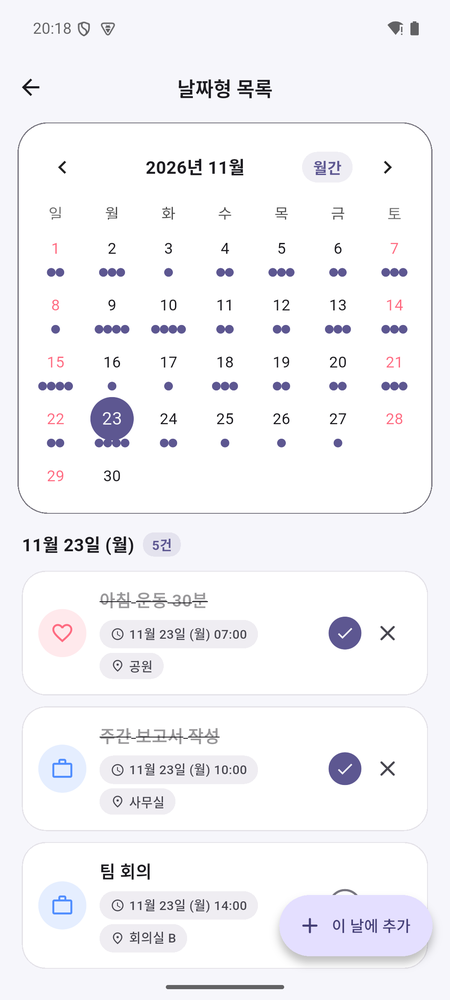 20:18
날짜형 목록
2026년 11월 월간
일 월 화 수 목 금 토
1 2 3 4 5 6 7
8 9 10 11 12 13 14
15 16 17 18 19 20 21
22 23 24 25 26 27 28
29 30
11월 23일 (월) 5건
아침 운동 30분
11월 23일 (월) 07:00
공원
주간 보고서 작성
11월 23일 (월) 10:00
사무실
팀 회의
11월 23일 (월) 14:00
회의실 B
이 날에 추가